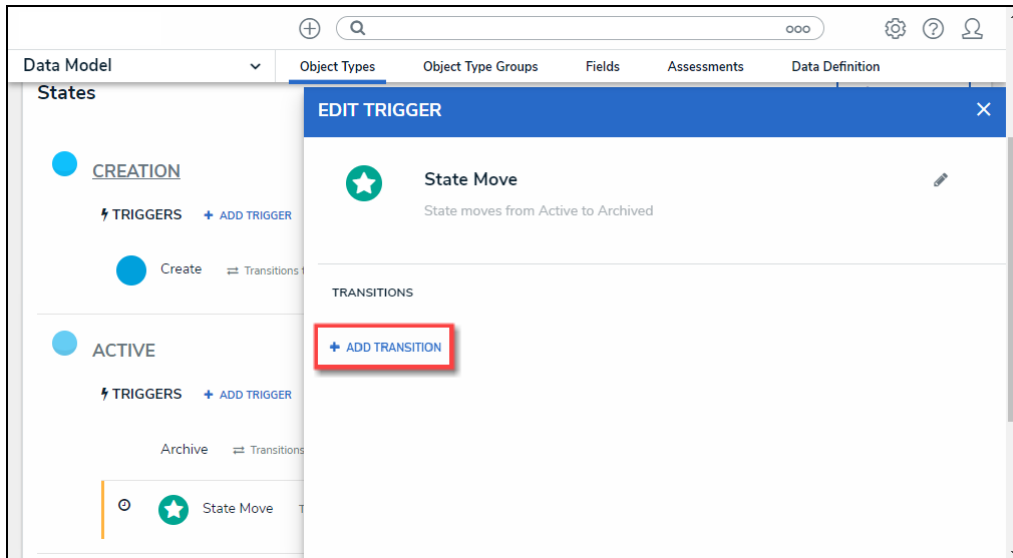 Data Model
Object Types
Object Type Groups
Fields
Assessments
Data Definition
States
CREATION
TRIGGERS + ADD TRIGGER
Create Transitions t
ACTIVE
TRIGGERS + ADD TRIGGER
Archive Transitions
State Move T
EDIT TRIGGER
State Move
State moves from Active to Archived
TRANSITIONS
+ ADD TRANSITION